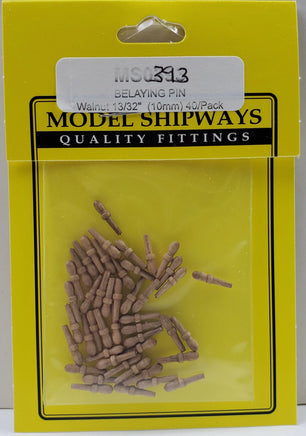 MS0393
BELAYING PIN
Walnut 13/32" (10mm) 40/Pack
MODEL SHIPWAYS
QUALITY FITTINGS